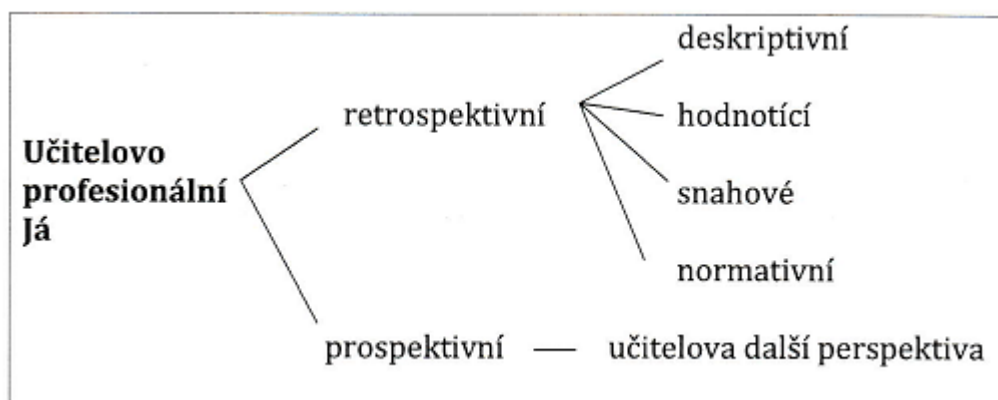 Učitelovo
profesionální
Já
retrospektivní
deskriptivní
hodnotící
snahové
normativní
prospektivní
učitelova další perspektiva